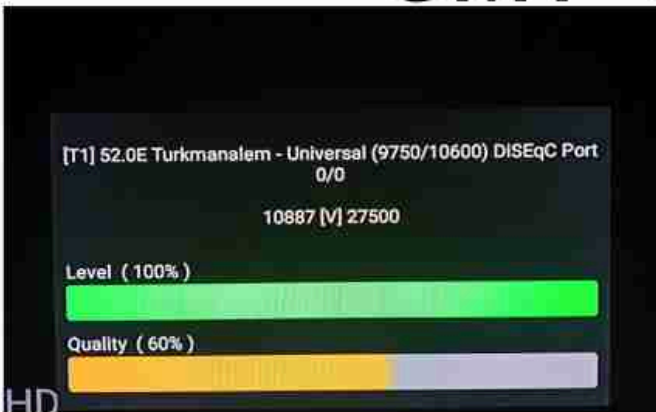 [T1] 52.0E Turkmanalem - Universal (9750/10600) DISEqC Port
0/0
10887 [V] 27500
Level ( 100% )
Quality ( 60% )
HD